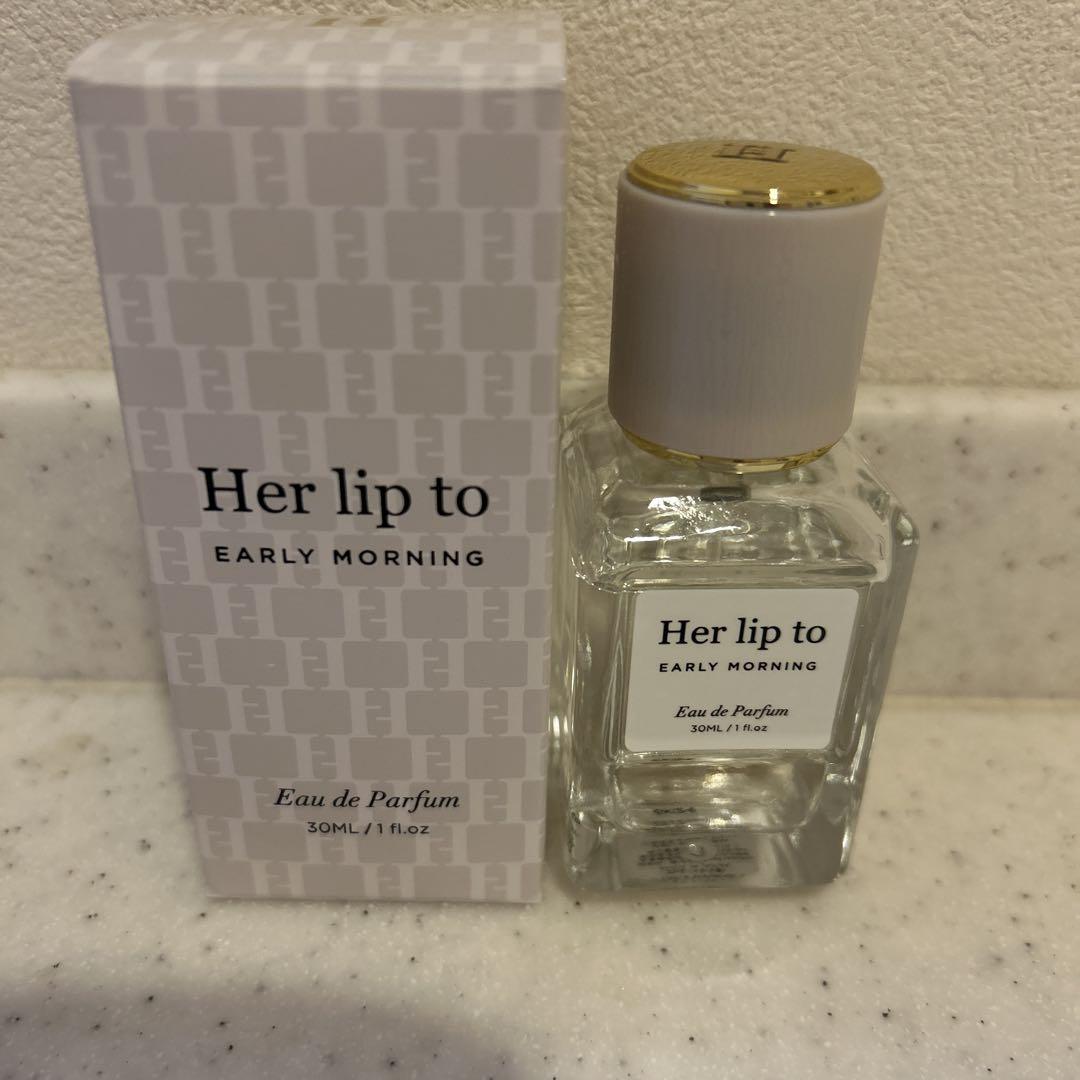 Her lip to
EARLY MORNING
Eau de Parfum
30ML / 1 fl.oz
H
Her lip to
EARLY MORNING
Eau de Parfum
30ML / 1 fl.oz